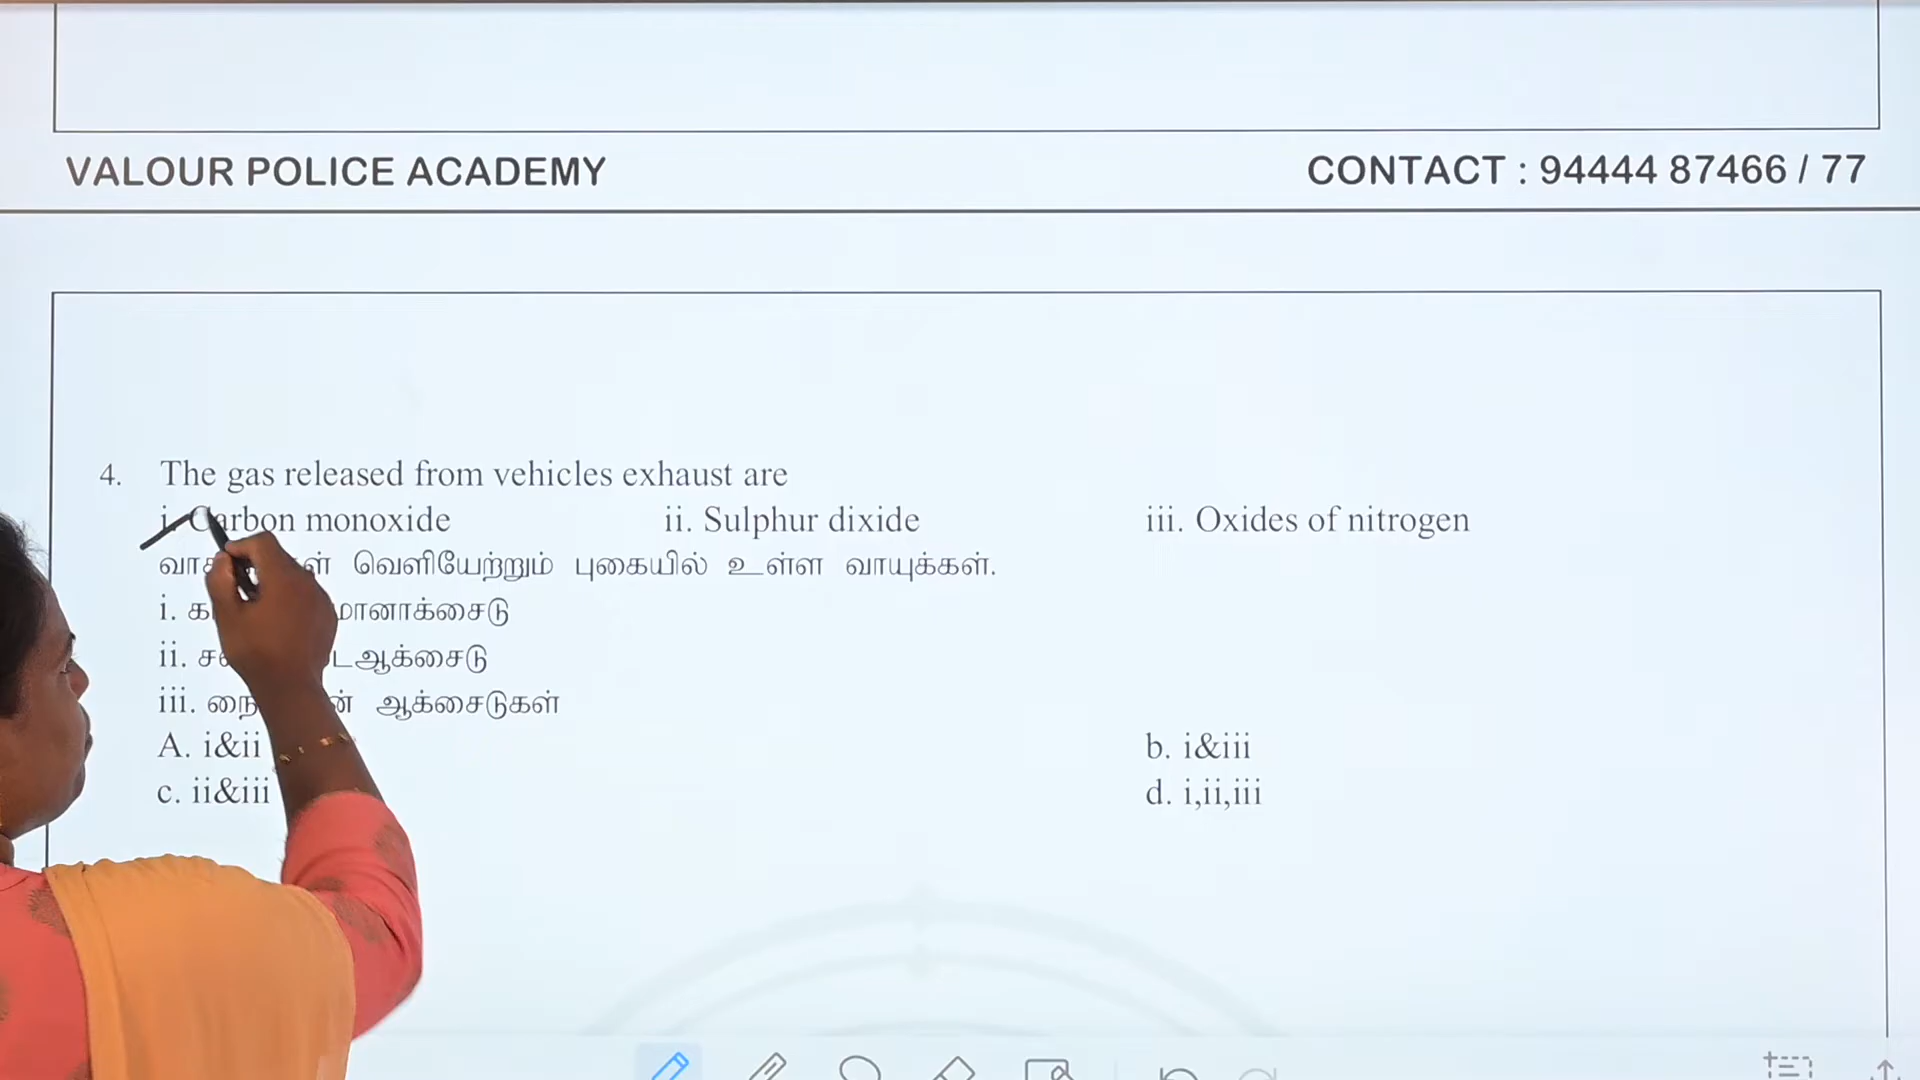 VALOUR POLICE ACADEMY
CONTACT : 94444 87466 / 77
4. The gas released from vehicles exhaust are
i. Carbon monoxide ii. Sulphur dixide iii. Oxides of nitrogen
வெளியேற்றும் புகையில் உள்ள வாயுக்கள்.
i.
ii.
iii. ஆக்சைடுகள்
A. i&ii b. i&iii
c. ii&iii d. i,ii,iii